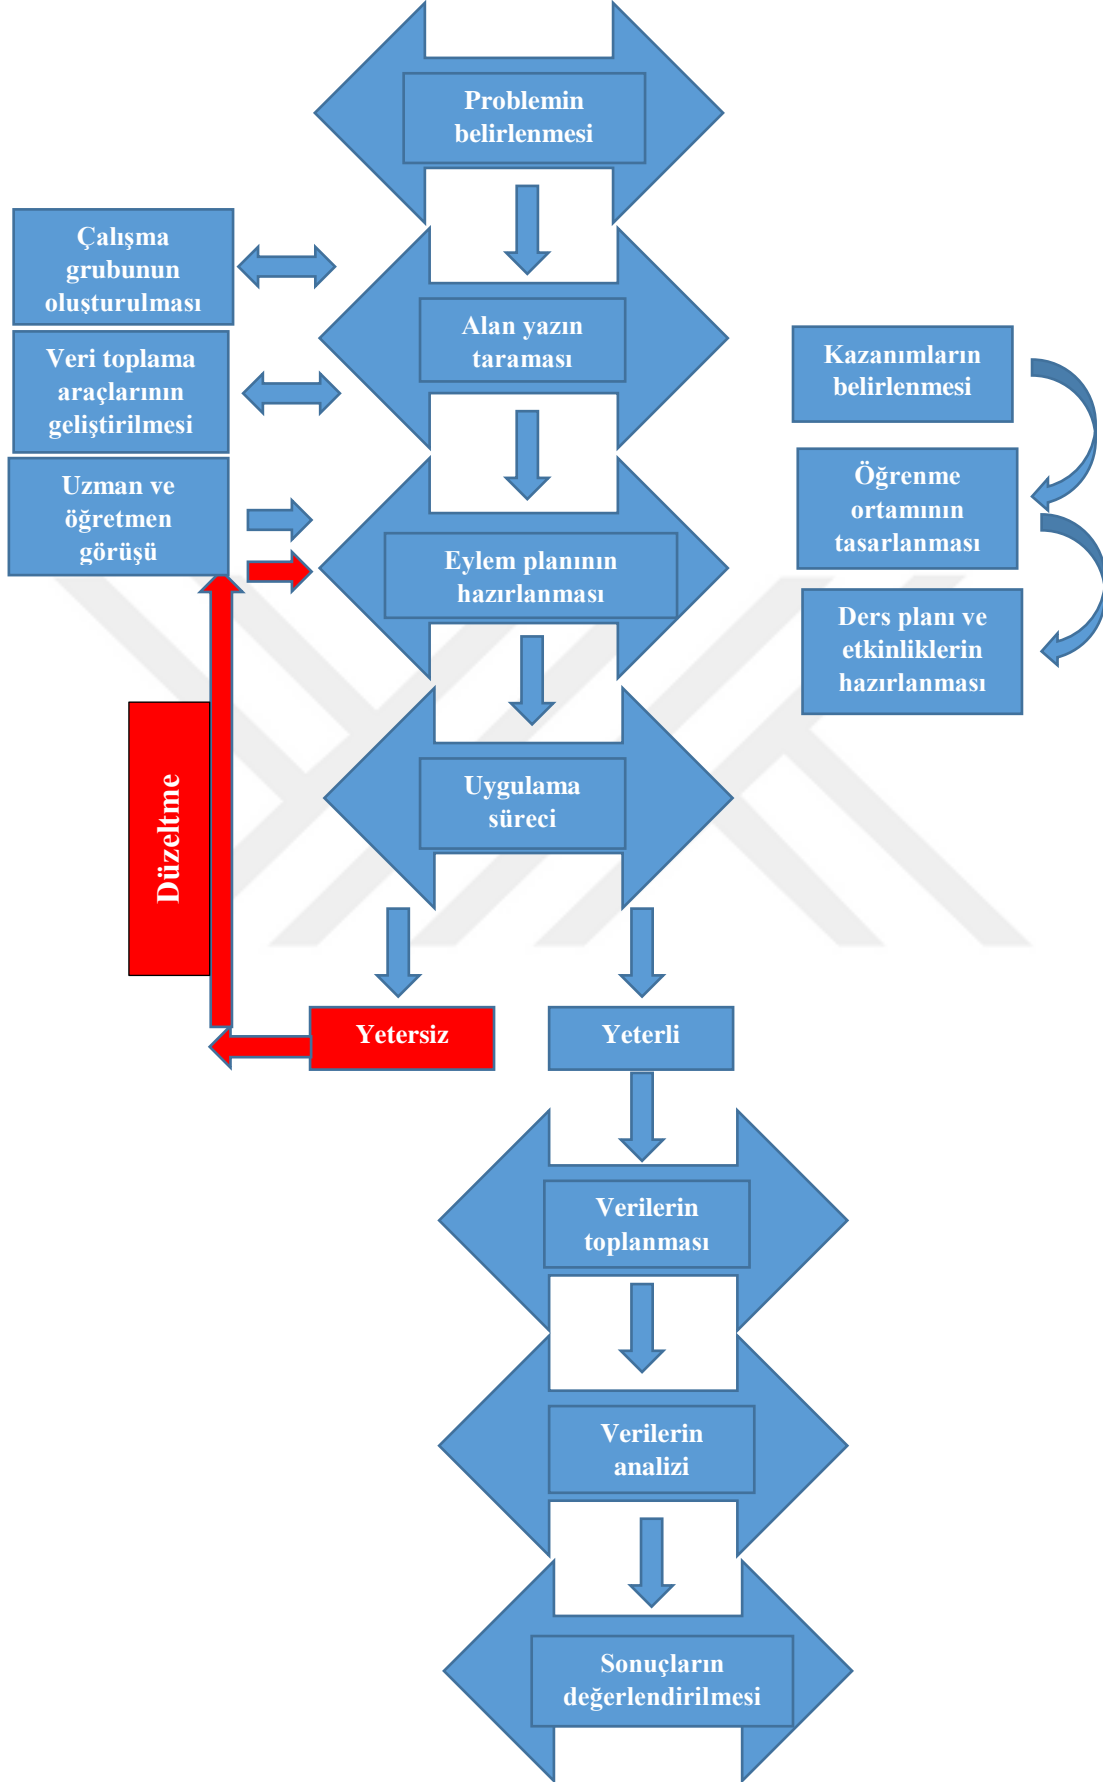 Problemin
belirlenmesi
Çalışma
grubunun
oluşturulması
Alan yazın
taraması
Veri toplama
araçlarının
geliştirilmesi
Kazanımların
belirlenmesi
Uzman ve
öğretmen
görüşü
Eylem planının
hazırlanması
Öğrenme
ortamının
tasarlanması
Ders planı ve
etkinliklerin
hazırlanması
Düzeltme
Uygulama
süreci
Yetersiz
Yeterli
Verilerin
toplanması
Verilerin
analizi
Sonuçların
değerlendirilmesi